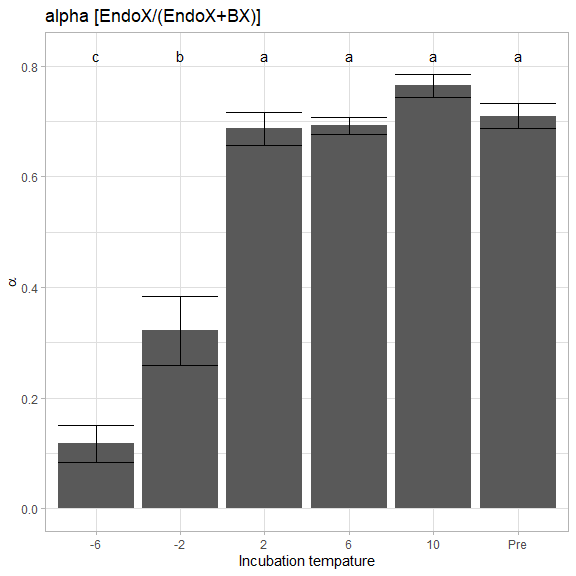 alpha [EndoX/(EndoX+BX)]
c b a a a a
0.8
0.6
0.4
0.2
0.0
α
-6 -2 2 6 10 Pre
Incubation tempature